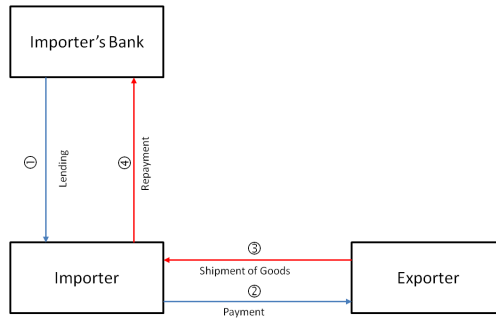 Importer's Bank
①
Lending
④
Repayment
③
Shipment of Goods
Importer
Exporter
②
Payment